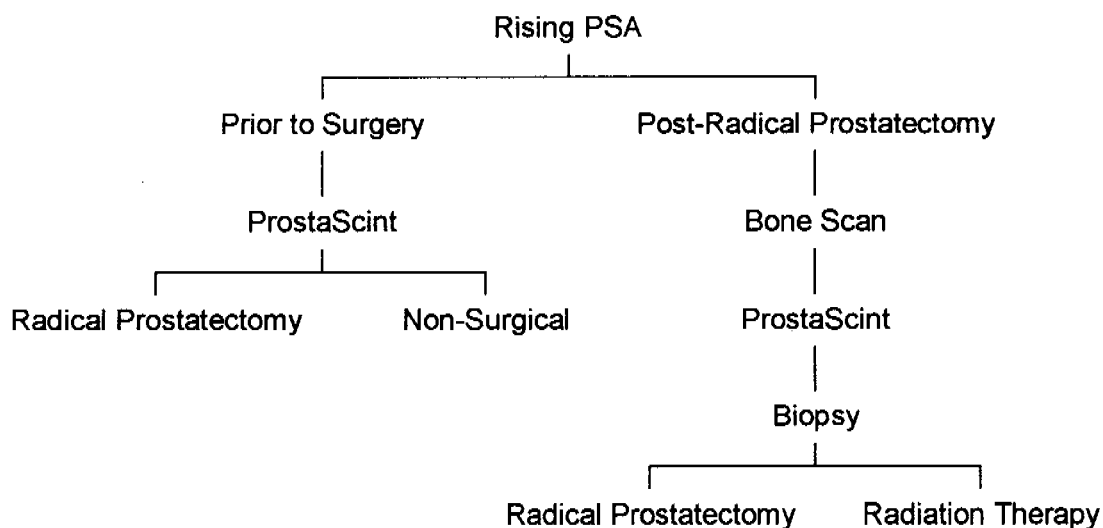 Rising PSA
Prior to Surgery
Post-Radical Prostatectomy
ProstaScint
Bone Scan
Radical Prostatectomy
Non-Surgical
ProstaScint
Biopsy
Radical Prostatectomy
Radiation Therapy